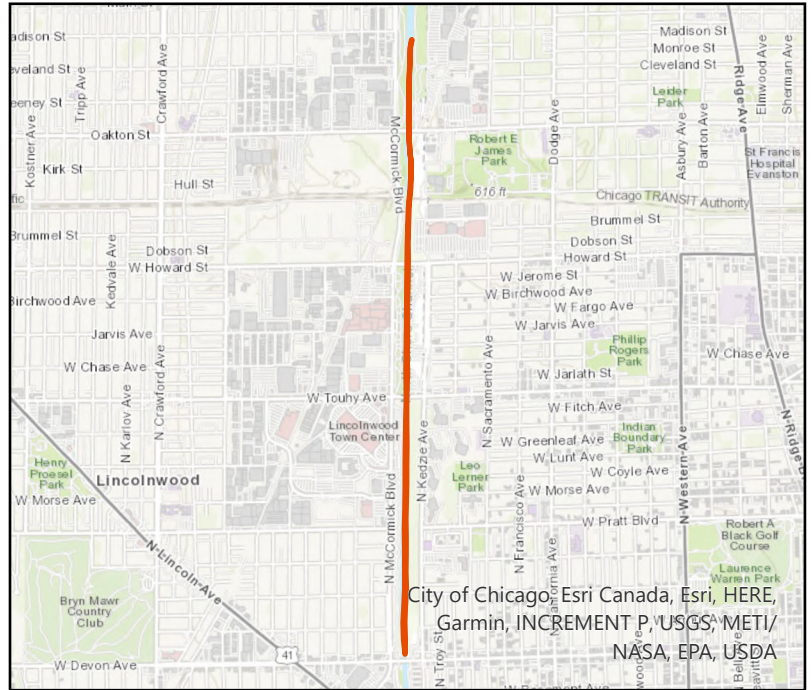 Madison St
Monroe St
Cleveland St
adison St
eveland St
Tripp Ave
Crawford Ave
Ridge Ave
Elmwood Ave
Sherman Ave
Leider
Park
eeney St
Oakton St
Kostner Ave
McCormick Blvd
Robert E
James
Park
Dodge Ave
Asbury Ave
Barton Ave
St Francis
Hospital
Evanston
Kirk St
Hull St
616 ft
Chicago TRANSIT Authority
fic
Brummel St
Brummel St
Dobson St
Howard St
Dobson St
W Howard St
Kedvale Ave
W Jerome St
W Birchwood Ave
W Fargo Ave
W Jarvis Ave
Birchwood Ave
Jarvis Ave
Phillip
Rogers
Park
W Chase Ave
W Chase Ave
W Jarlath St
N Crawford Ave
N Karlov Ave
N Sacramento Ave
W Touhy Ave
W Fitch Ave
Lincolnwood
Town Center
N Kedzie Ave
W Greenleaf Ave
W Lunt Ave
W Coyle Ave
W Morse Ave
Indian
Boundary
Park
N-Western-Ave
Henry
Proesel
Park
Lincolnwood
W Morse Ave
Leo
Lerner
Park
N McCormick Blvd
N Francisco Ave
W Pratt Blvd
Robert A
Black Golf
Course
Laurence
Warren Park
N-Lincoln-Ave
Bryn Mawr
Country
Club
41
W Devon Ave
N Troy St
City of Chicago, Esri Canada, Esri, HERE,
Garmin, INCREMENT P, USGS, METI/
NASA, EPA, USDA